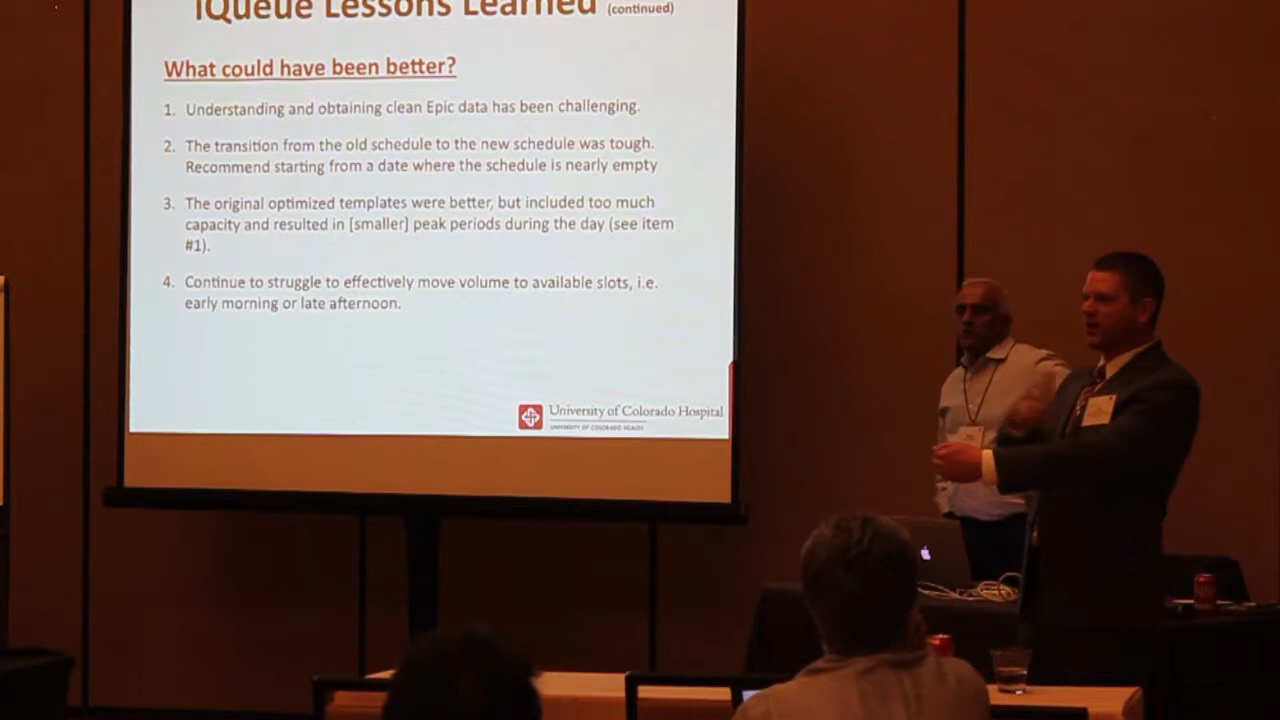 iQueue Lessons Learned (continued)
What could have been better?
1. Understanding and obtaining clean Epic data has been challenging.
2. The transition from the old schedule to the new schedule was tough.
Recommend starting from a date where the schedule is nearly empty
3. The original optimized templates were better, but included too much
capacity and resulted in [smaller] peak periods during the day (see item
#1).
4. Continue to struggle to effectively move volume to available slots, i.e.
early morning or late afternoon.
University of Colorado Hospital
UNIVERSITY OF COLORADO HEALTH